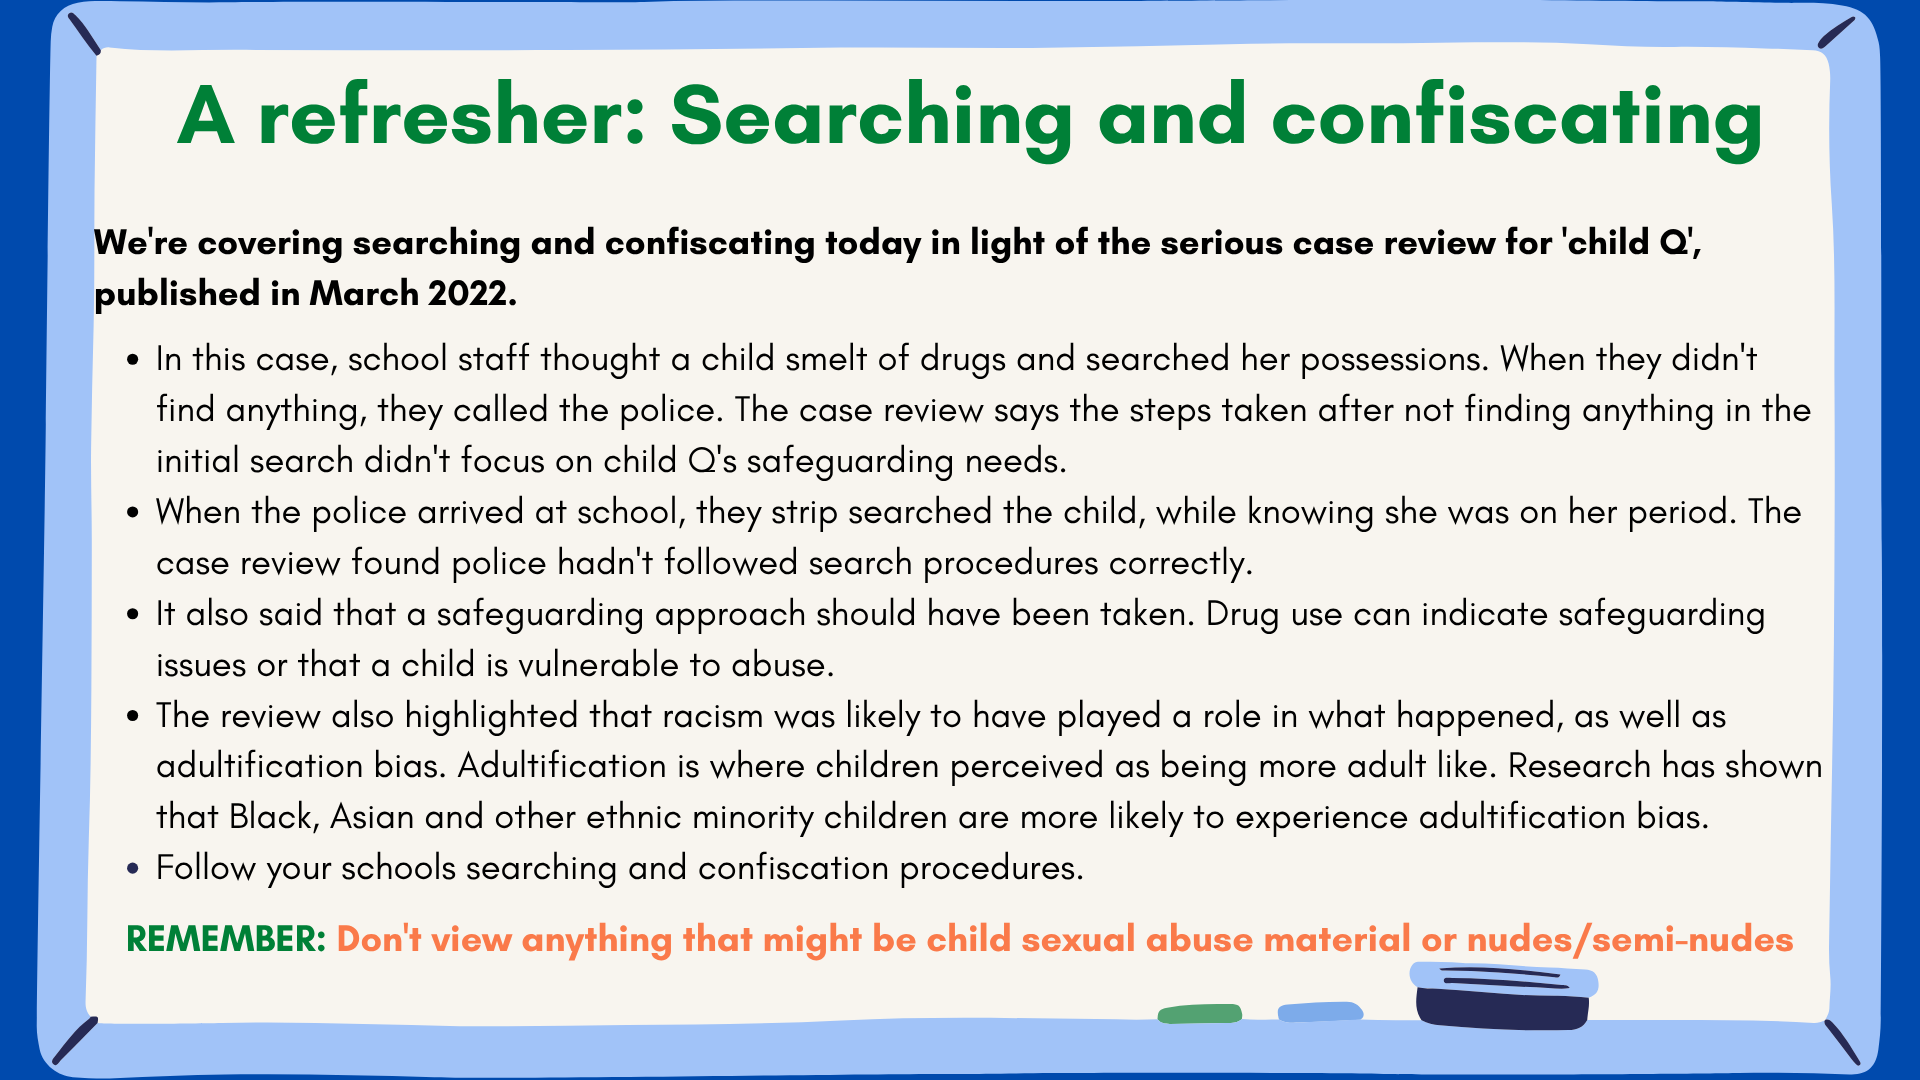 A refresher: Searching and confiscating
We're covering searching and confiscating today in light of the serious case review for 'child Q',
published in March 2022.
• In this case, school staff thought a child smelt of drugs and searched her possessions. When they didn't
find anything, they called the police. The case review says the steps taken after not finding anything in the
initial search didn't focus on child Q's safeguarding needs.
• When the police arrived at school, they strip searched the child, while knowing she was on her period. The
case review found police hadn't followed search procedures correctly.
• It also said that a safeguarding approach should have been taken. Drug use can indicate safeguarding
issues or that a child is vulnerable to abuse.
• The review also highlighted that racism was likely to have played a role in what happened, as well as
adultification bias. Adultification is where children perceived as being more adult like. Research has shown
that Black, Asian and other ethnic minority children are more likely to experience adultification bias.
• Follow your schools searching and confiscation procedures.
REMEMBER: Don't view anything that might be child sexual abuse material or nudes/semi-nudes